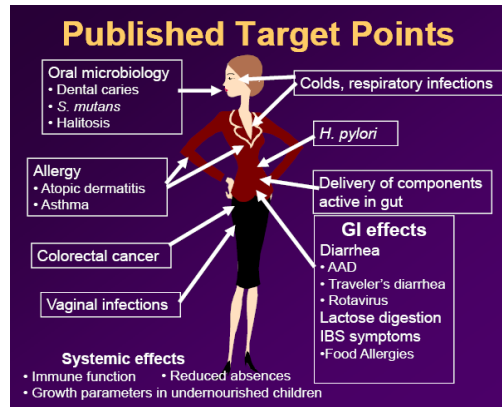 Published Target Points
Oral microbiology
• Dental caries
• S. mutans
• Halitosis
Colds, respiratory infections
H. pylori
Allergy
• Atopic dermatitis
• Asthma
Delivery of components
active in gut
Colorectal cancer
GI effects
Diarrhea
• AAD
• Traveler's diarrhea
• Rotavirus
Lactose digestion
IBS symptoms
•Food Allergies
Vaginal infections
Systemic effects
• Immune function • Reduced absences
• Growth parameters in undernourished children